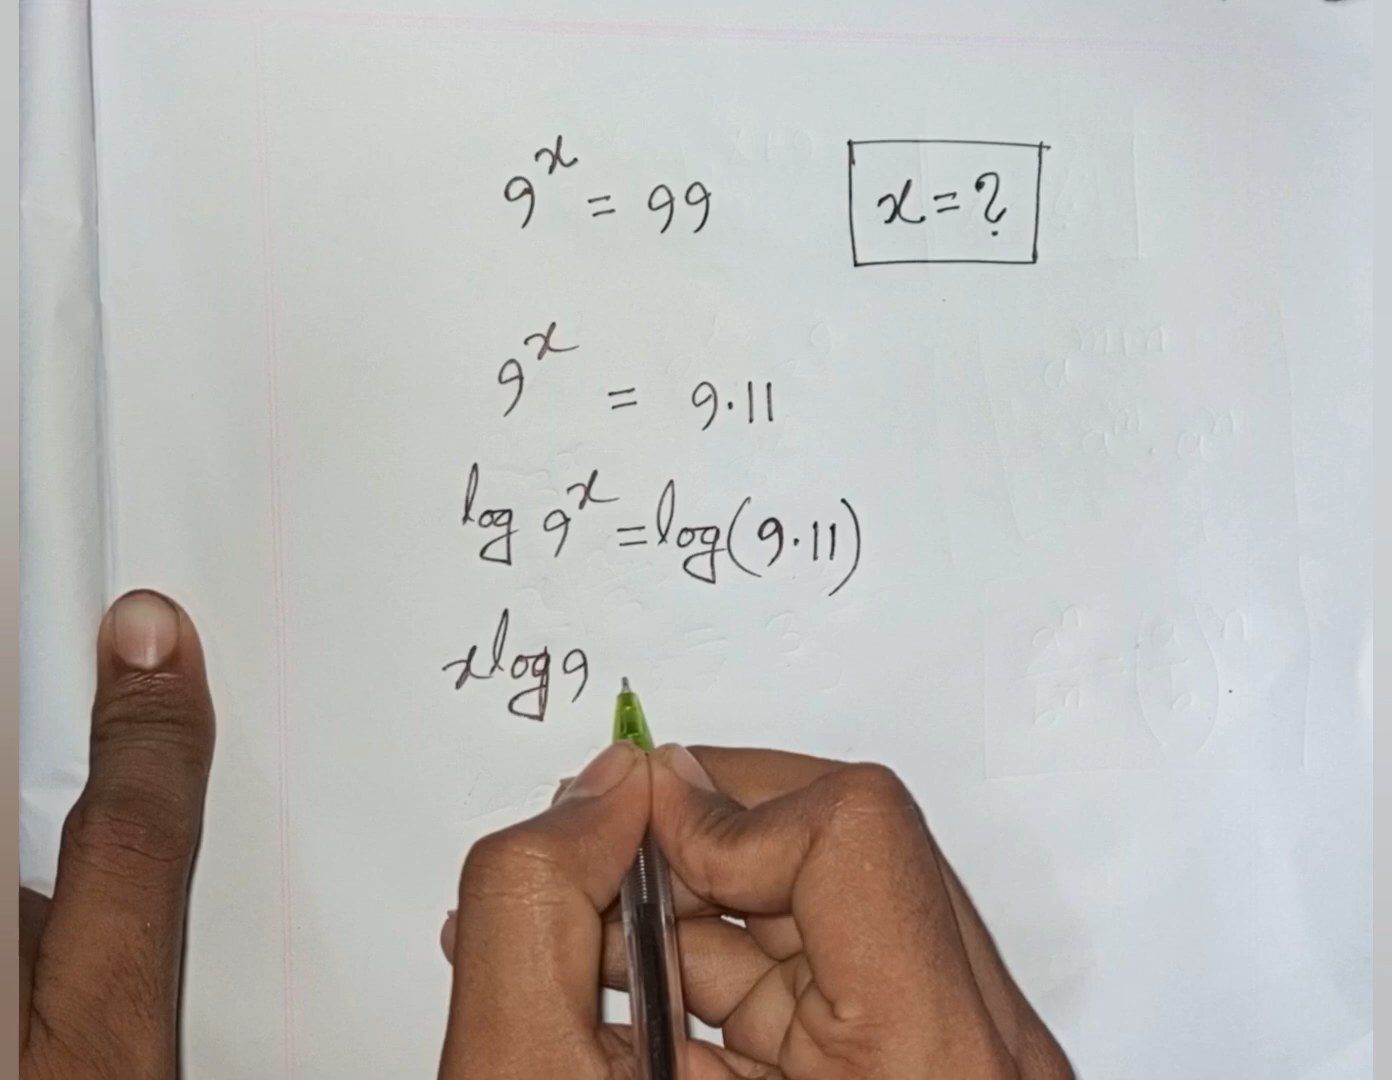 9^x = 99
x = ?
9^x = 9.11
log 9^x = log(9.11)
x log 9